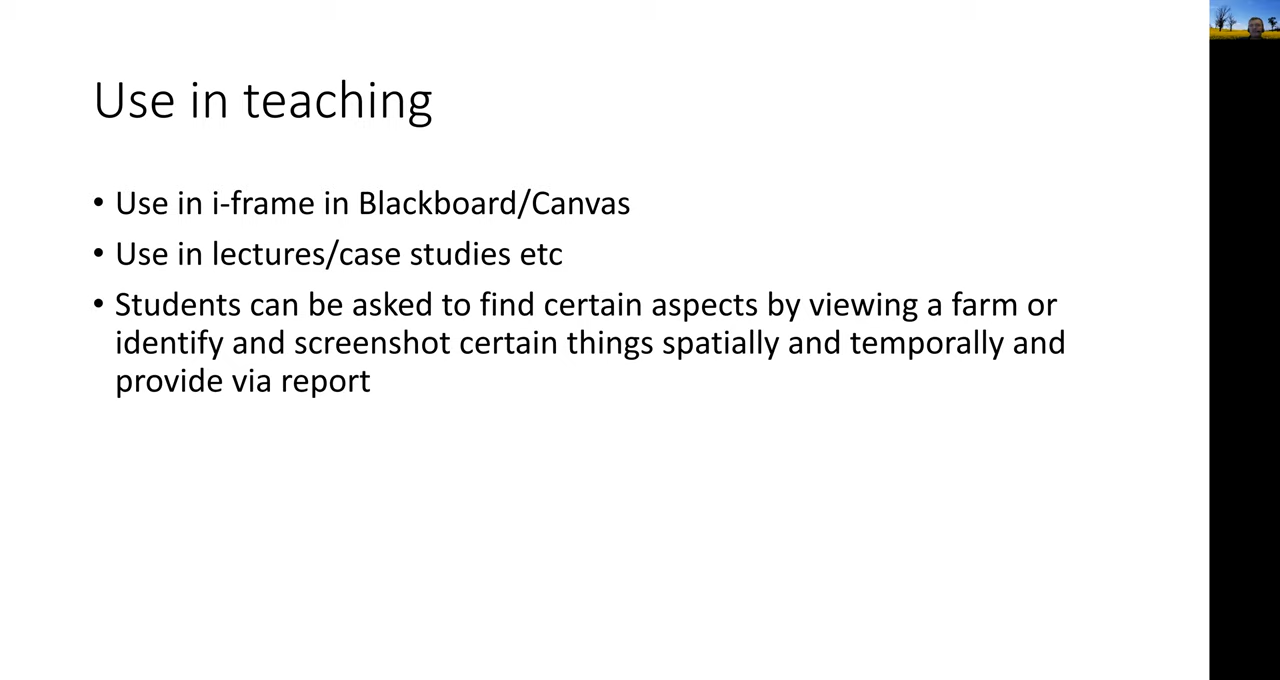 Use in teaching
• Use in i-frame in Blackboard/Canvas
• Use in lectures/case studies etc
• Students can be asked to find certain aspects by viewing a farm or
identify and screenshot certain things spatially and temporally and
provide via report